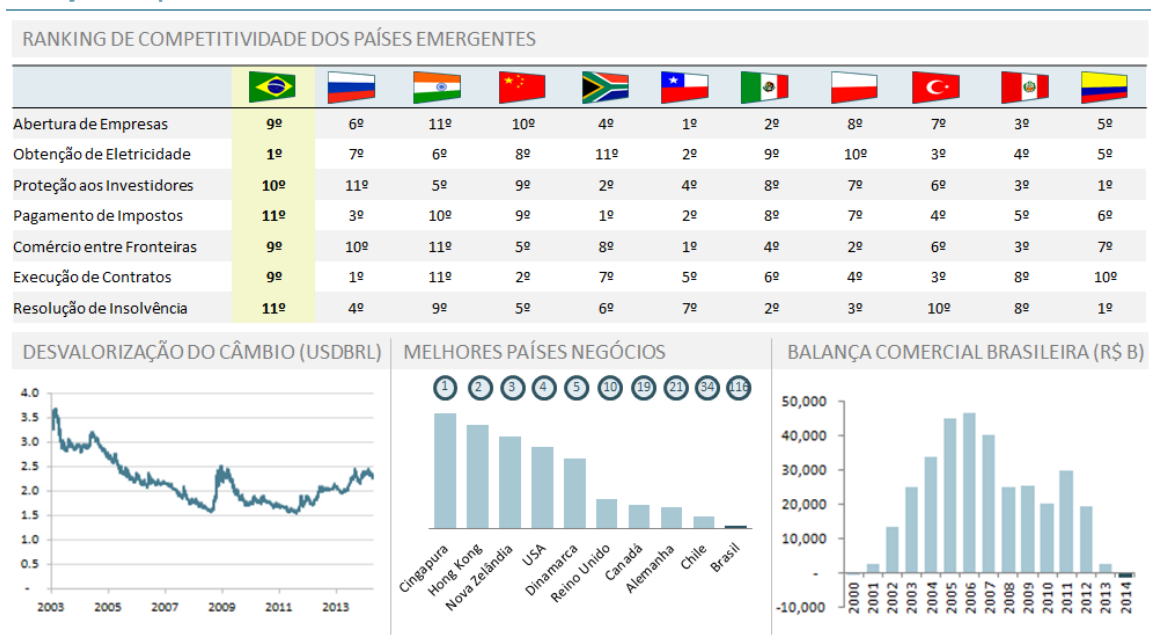 RANKING DE COMPETITIVIDADE DOS PAÍSES EMERGENTES
Abertura de Empresas 9º 6º 11º 10º 4º 1º 2º 8º 7º 3º 5º
Obtenção de Eletricidade 1º 7º 6º 8º 11º 2º 9º 10º 3º 4º 5º
Proteção aos Investidores 10º 11º 5º 9º 2º 4º 8º 7º 6º 3º 1º
Pagamento de Impostos 11º 3º 10º 9º 1º 2º 8º 7º 4º 5º 6º
Comércio entre Fronteiras 9º 10º 11º 5º 8º 1º 4º 2º 6º 3º 7º
Execução de Contratos 9º 1º 11º 2º 7º 5º 6º 4º 3º 8º 10º
Resolução de Insolvência 11º 4º 9º 5º 6º 7º 2º 3º 10º 8º 1º
DESVALORIZAÇÃO DO CÂMBIO (USDBRL)
4.0
3.5
3.0
2.5
2.0
1.5
1.0
0.5
-
2003 2005 2007 2009 2011 2013
MELHORES PAÍSES NEGÓCIOS
1 2 3 4 5 10 19 21 34 116
Cingapura Hong Kong Nova Zelândia USA Dinamarca Reino Unido Canadá Alemanha Chile Brasil
BALANÇA COMERCIAL BRASILEIRA (R$ B)
50,000
40,000
30,000
20,000
10,000
-
-10,000
2000 2001 2002 2003 2004 2005 2006 2007 2008 2009 2010 2011 2012 2013 2014